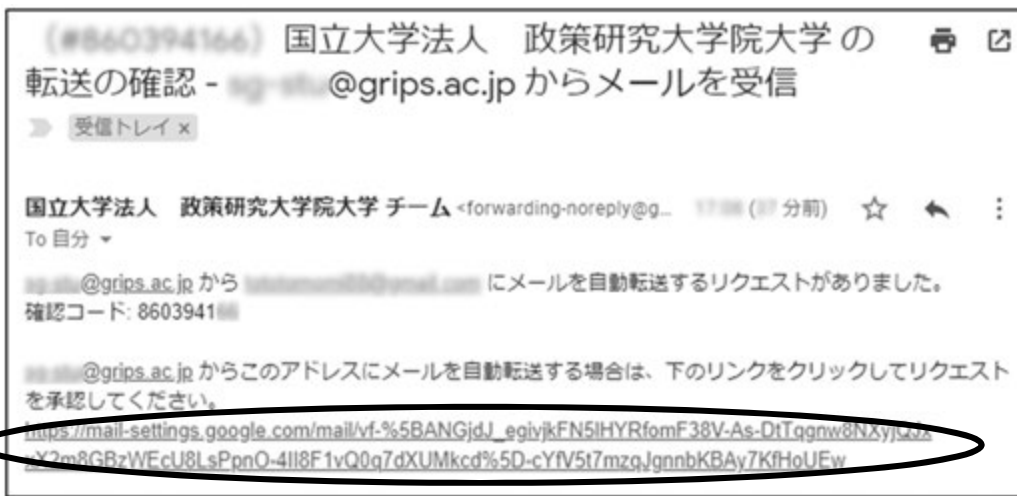 国立大学法人　政策研究大学院大学 の
転送の確認 - @grips.ac.jp からメールを受信
受信トレイ ×
国立大学法人　政策研究大学院大学 チーム <forwarding-noreply@g... 分前)
To 自分
@grips.ac.jp から にメールを自動転送するリクエストがありました。
確認コード: 8603941
@grips.ac.jp からこのアドレスにメールを自動転送する場合は、下のリンクをクリックしてリクエスト
を承認してください。
https://mail-settings.google.com/mail/vf-%5BANGjdJ_egivjkFN5lHYRfomF38V-As-DtTqgnw8NXyjQJx
xX2m8GBzWEcU8LsPpnO-4II8F1vQ0q7dXUMkcd%5D-cYfV5t7mzqJgnnbKBAy7KfHoUEw